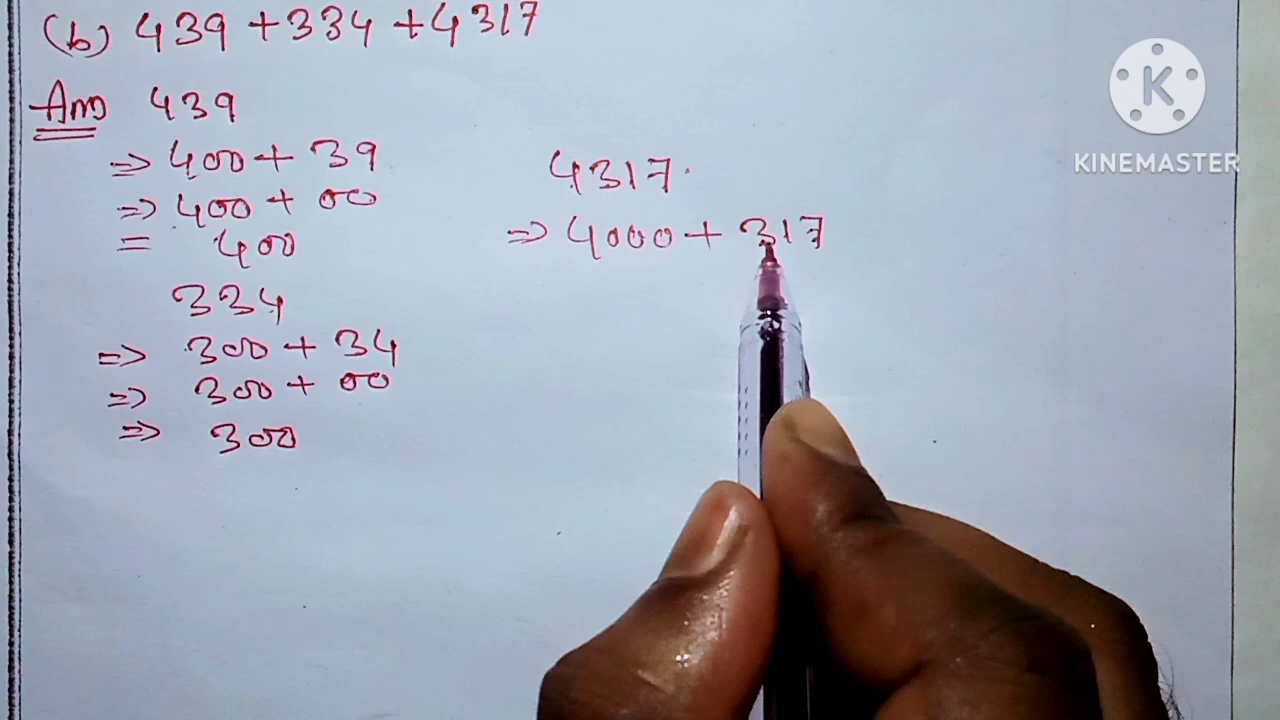 (b) 439 + 334 + 4317
Ans 439
⇒ 400 + 39
⇒ 400 + 00
= 400
334
⇒ 300 + 34
⇒ 300 + 00
⇒ 300
4317
⇒ 4000 + 317
K
KINEMASTER